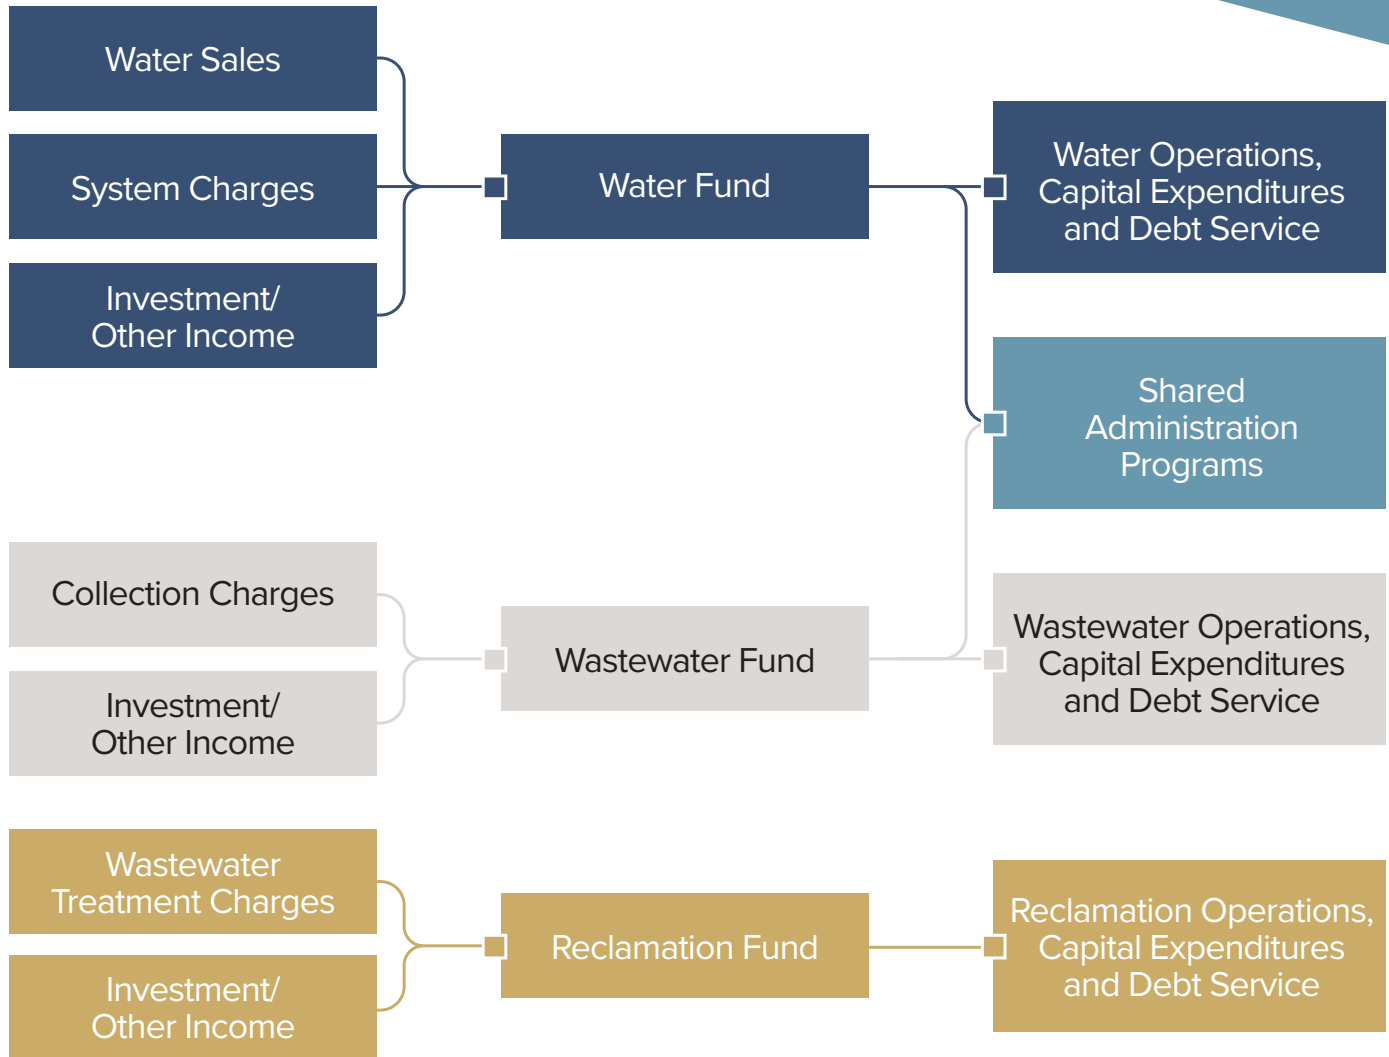 Water Sales
System Charges
Investment/
Other Income
Water Fund
Water Operations,
Capital Expenditures
and Debt Service
Shared
Administration
Programs
Collection Charges
Investment/
Other Income
Wastewater Fund
Wastewater Operations,
Capital Expenditures
and Debt Service
Wastewater
Treatment Charges
Investment/
Other Income
Reclamation Fund
Reclamation Operations,
Capital Expenditures
and Debt Service